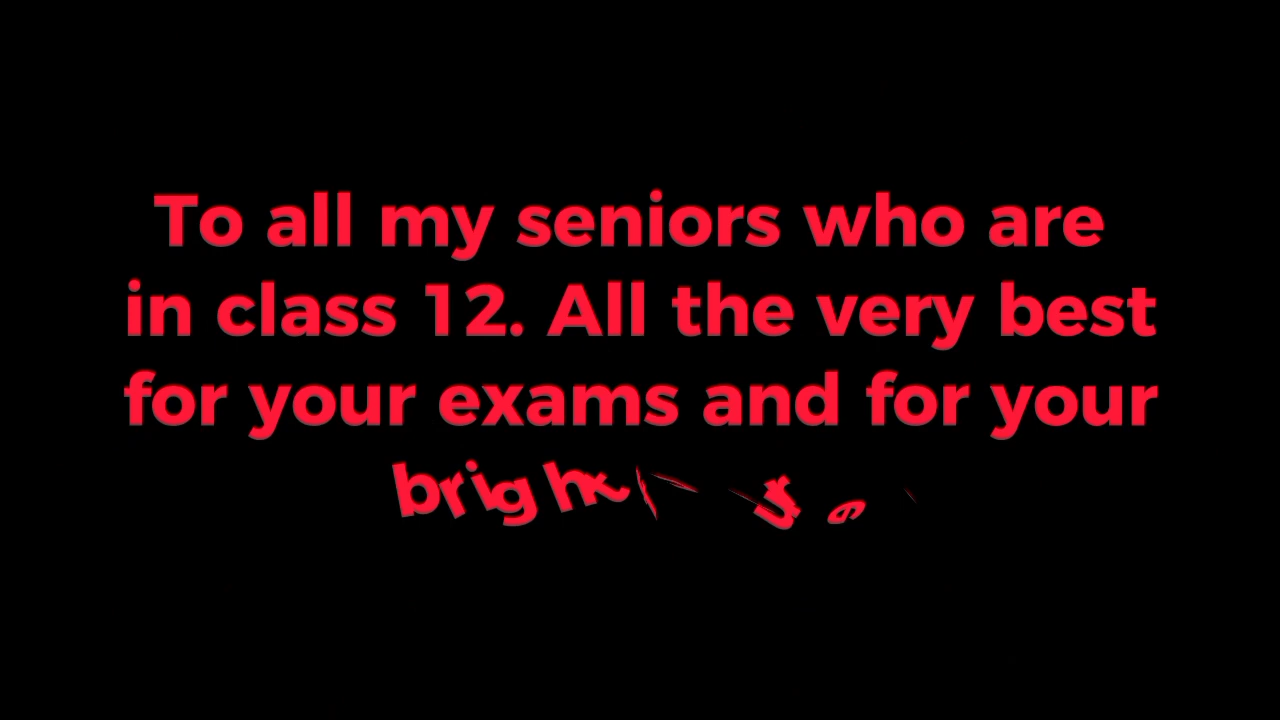 To all my seniors who are
in class 12. All the very best
for your exams and for your
bright